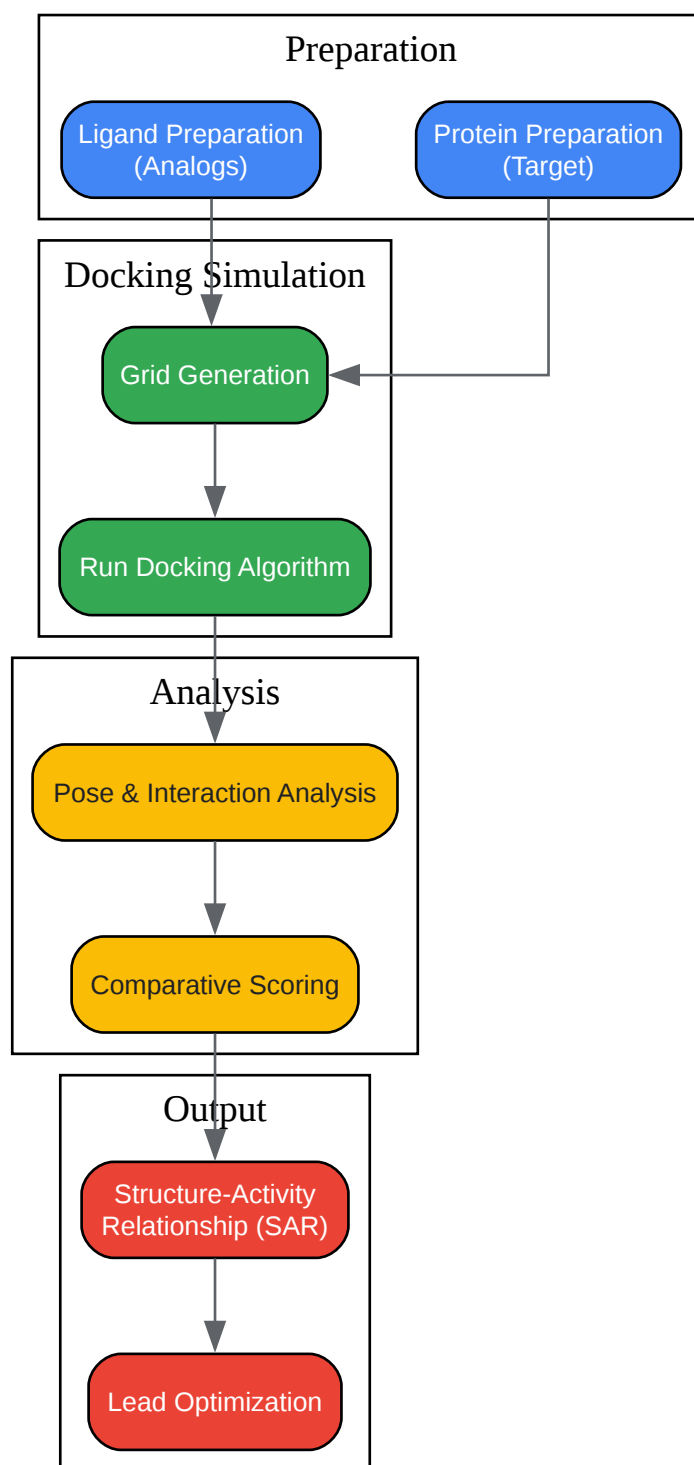 Preparation
Ligand Preparation
(Analogs)
Protein Preparation
(Target)
Docking Simulation
Grid Generation
Run Docking Algorithm
Analysis
Pose & Interaction Analysis
Comparative Scoring
Output
Structure-Activity
Relationship (SAR)
Lead Optimization